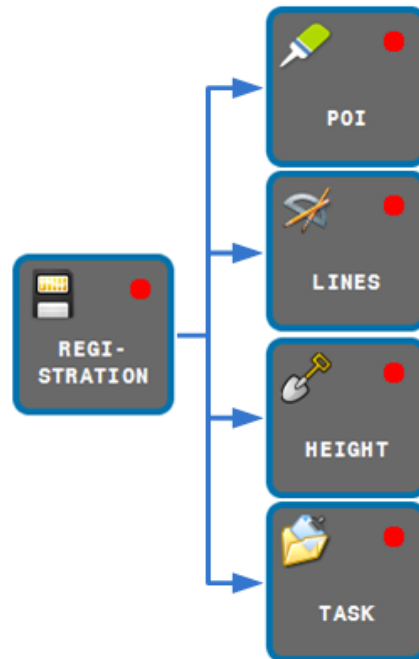 POI
LINES
REGI-
STRATION
HEIGHT
TASK